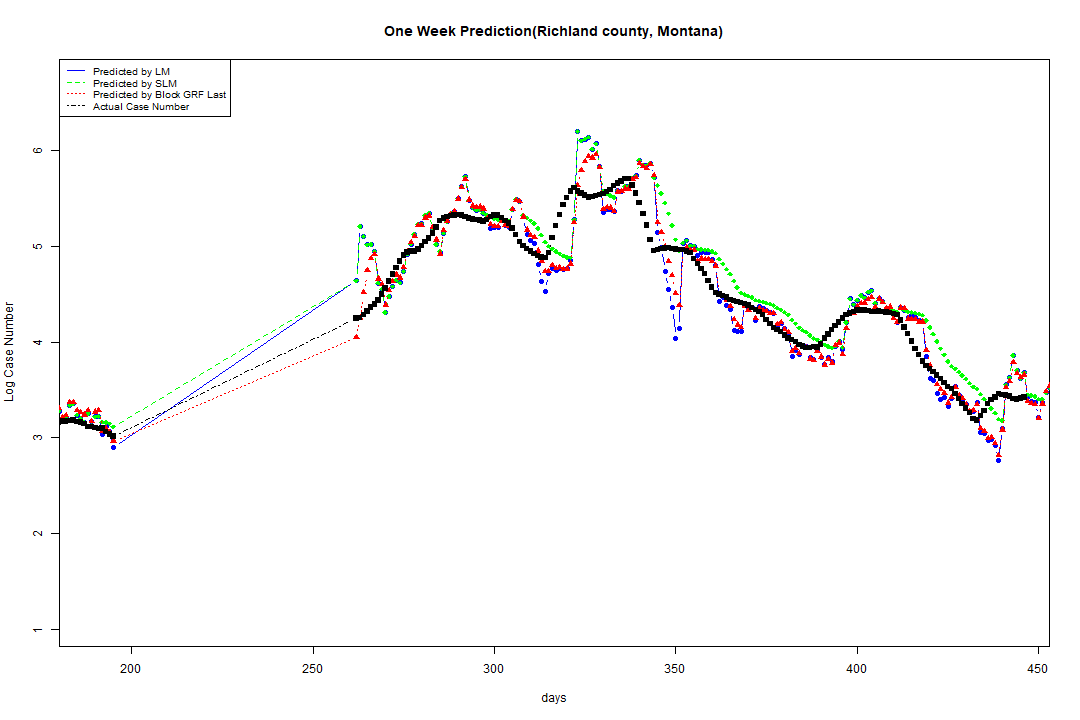 One Week Prediction(Richland county, Montana)
Predicted by LM
Predicted by SLM
Predicted by Block GRF Last
Actual Case Number
Log Case Number
6
5
4
3
2
1
200 250 300 350 400 450
days